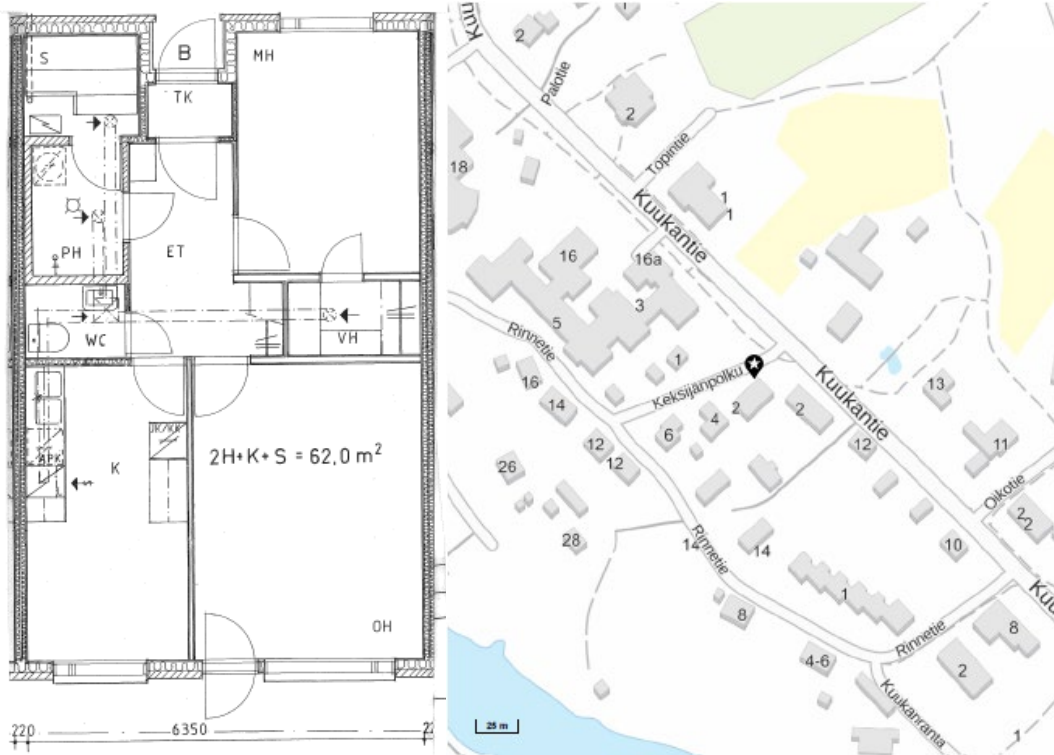 S
B
MH
TK
PH
ET
WC
VH
APK
JK/KK
K
2H+K+S = 62,0 m²
OH
220
6350
Kuu
2
Palotie
2
18
Topintie
1
1
Kuukantie
16
16a
3
5
Rinnetie
1
Keksijänpolku
Kuukantie
16
14
2
2
4
6
12
12
12
13
11
26
Oikotie
2
2
28
14
14
Rinnetie
10
1
8
Rinnetie
8
4-6
2
Kuukanranta
1
25 m